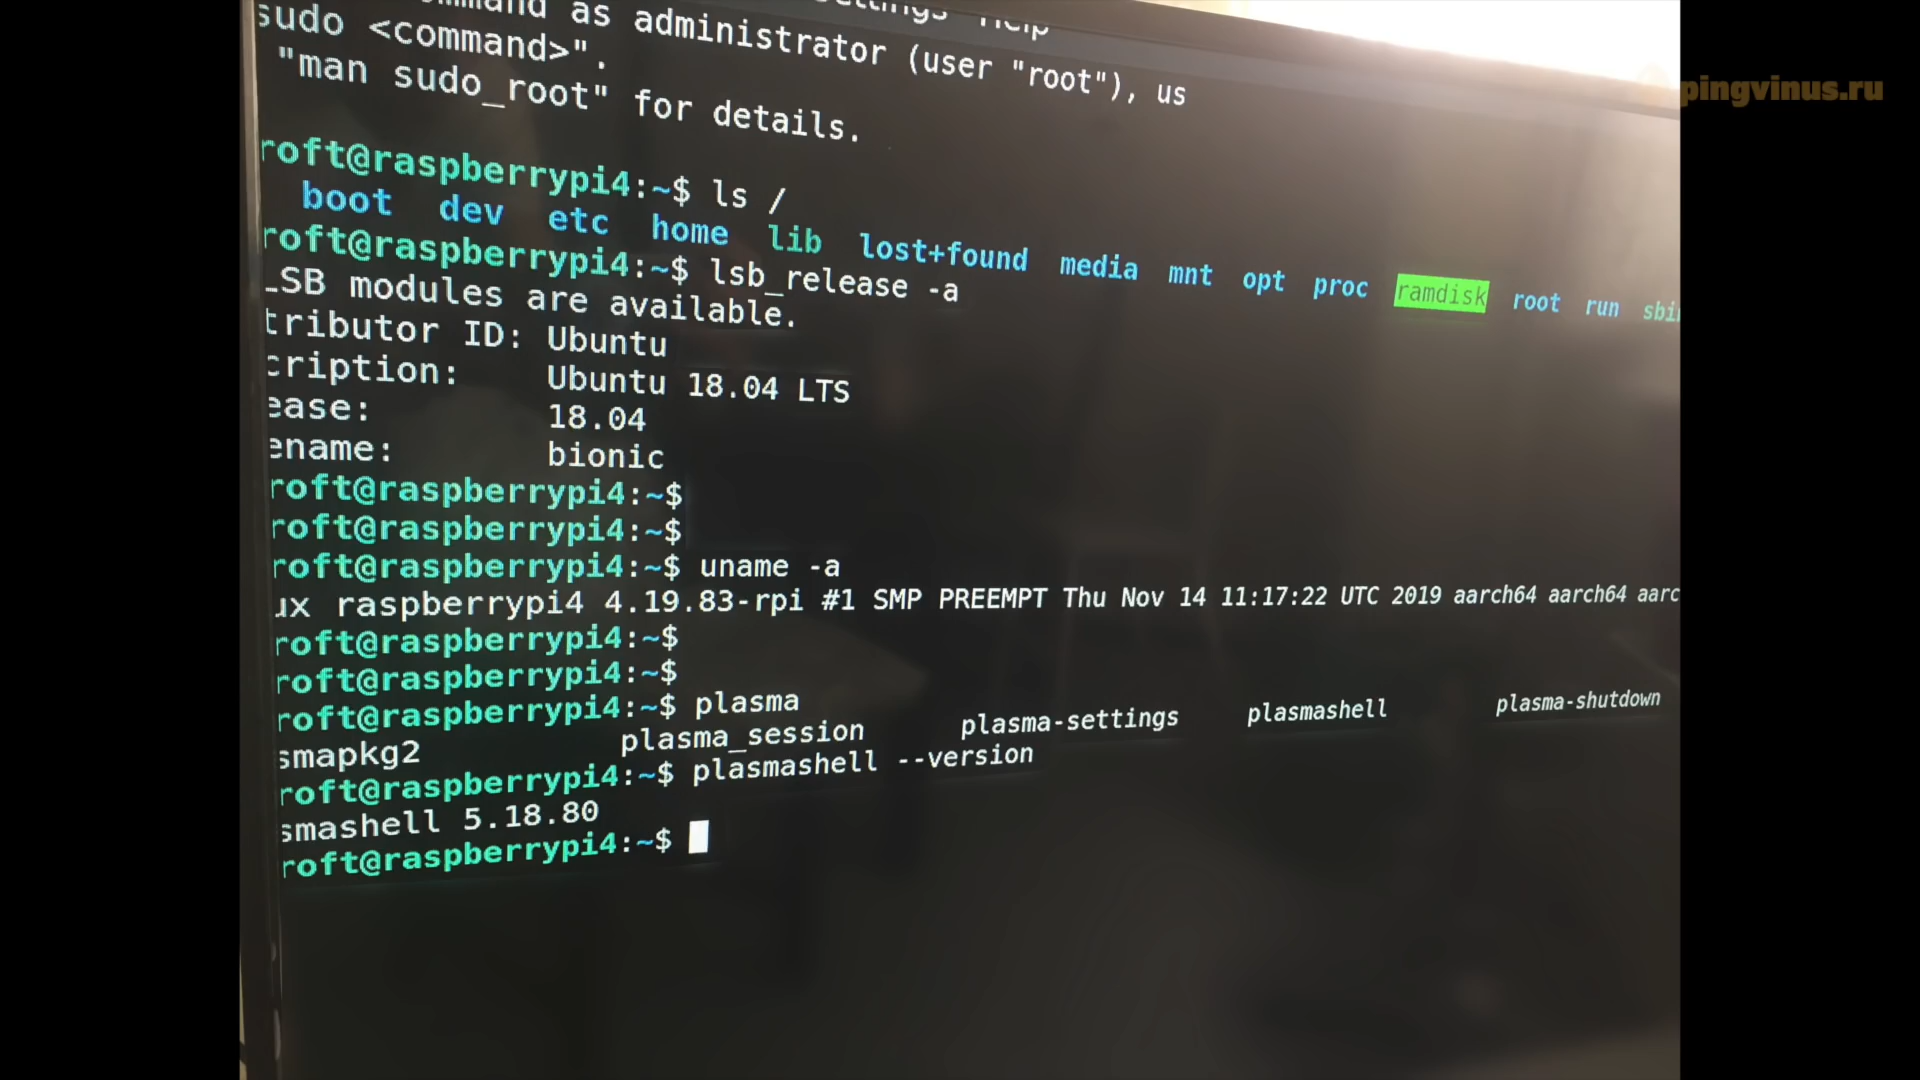 as administrator (user "root"), us
sudo <command>".
"man sudo_root" for details.
roft@raspberrypi4:~$ ls /
boot dev etc home lib lost+found media mnt opt proc ramdisk root run
roft@raspberrypi4:~$ lsb_release -a
LSB modules are available.
tributor ID: Ubuntu
cription: Ubuntu 18.04 LTS
ease: 18.04
ename: bionic
roft@raspberrypi4:~$
roft@raspberrypi4:~$
roft@raspberrypi4:~$ uname -a
ux raspberrypi4 4.19.83-rpi #1 SMP PREEMPT Thu Nov 14 11:17:22 UTC 2019 aarch64 aarch64 aarc
roft@raspberrypi4:~$
roft@raspberrypi4:~$
roft@raspberrypi4:~$ plasma
smapkg2 plasma_session plasma-settings plasmashell plasma-shutdown
roft@raspberrypi4:~$ plasmashell --version
smashell 5.18.80
roft@raspberrypi4:~$
pingvinus.ru